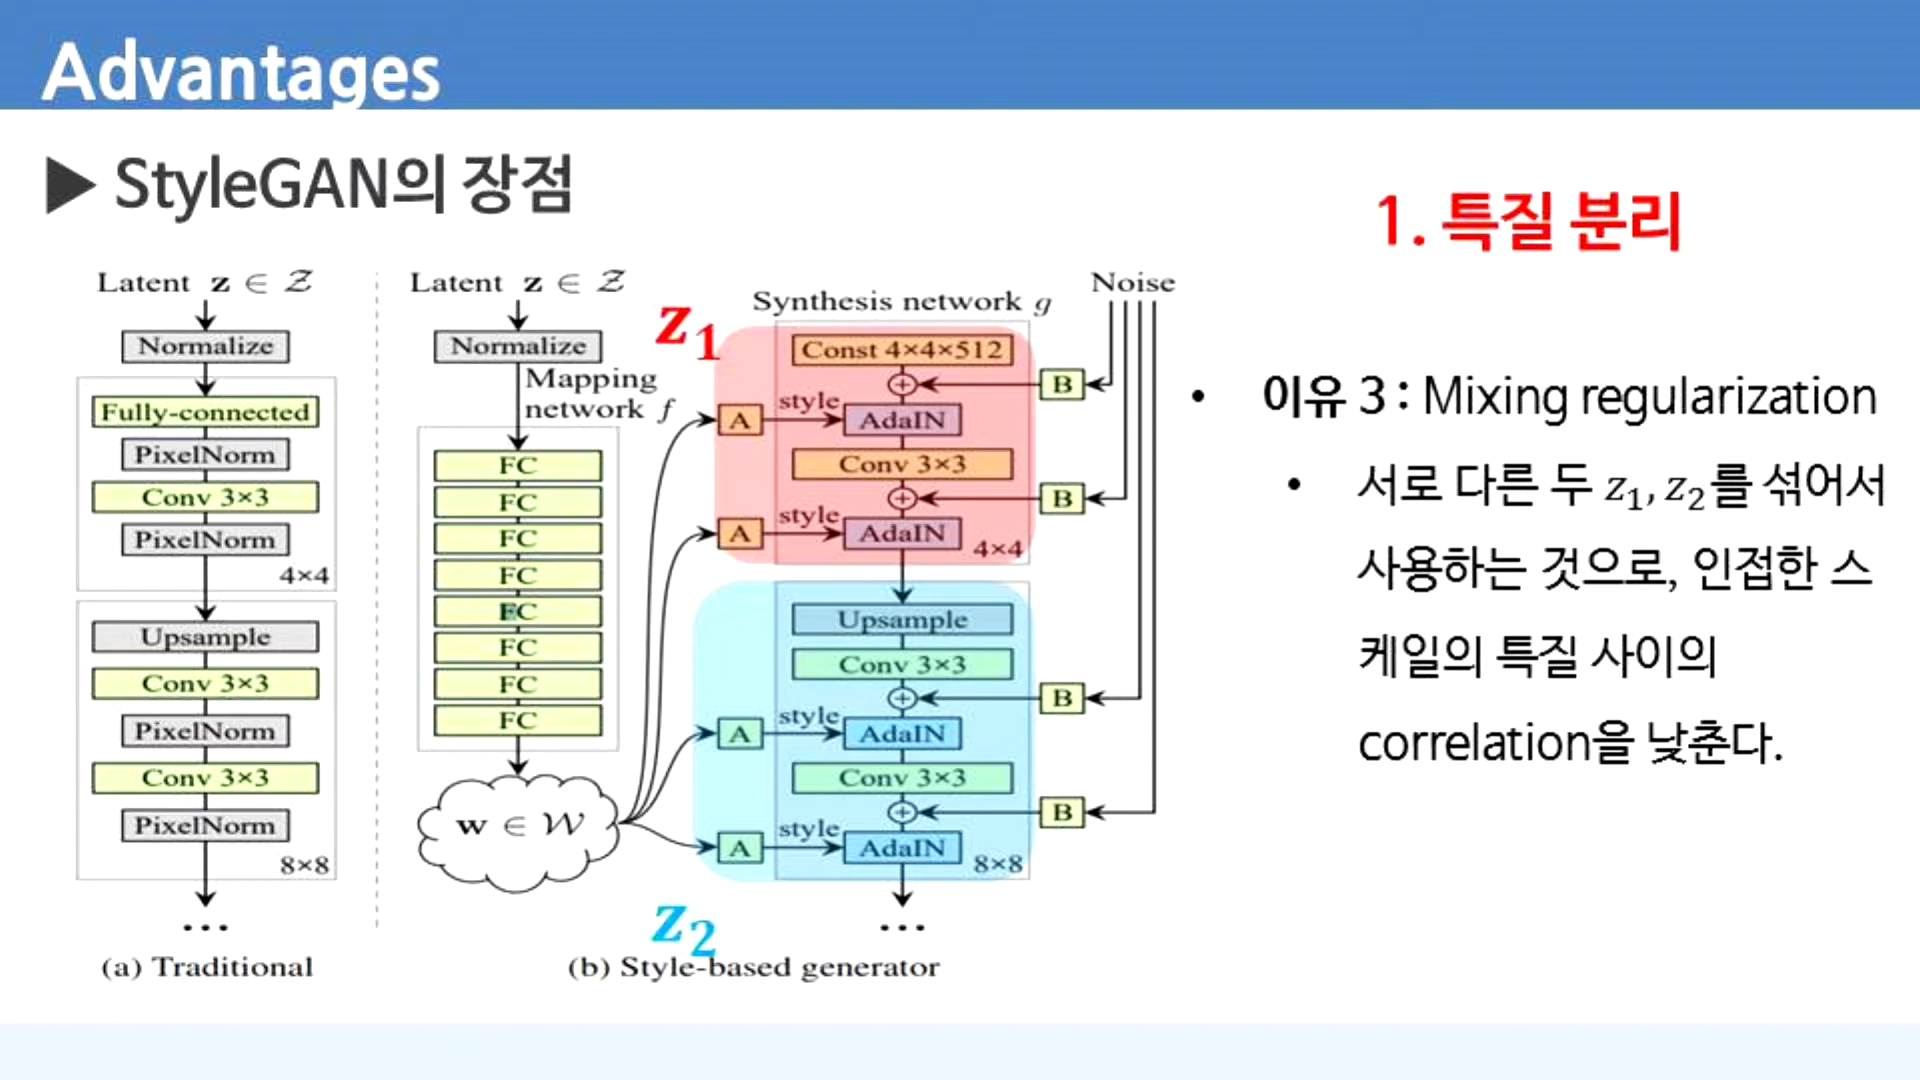 Advantages
▶ StyleGAN의 장점
1. 특질 분리
Latent z ∈ Z
Normalize
Fully-connected
PixelNorm
Conv 3×3
PixelNorm
4×4
Upsample
Conv 3×3
PixelNorm
Conv 3×3
PixelNorm
8×8
...
(a) Traditional
Latent z ∈ Z
Normalize
Mapping
network f
FC
FC
FC
FC
FC
FC
FC
FC
w ∈ W
z1
Synthesis network g
Noise
Const 4×4×512
B
A
style
AdaIN
Conv 3×3
B
A
style
AdaIN
4×4
Upsample
Conv 3×3
B
A
style
AdaIN
Conv 3×3
B
A
style
AdaIN
8×8
z2
...
(b) Style-based generator
• 이유 3 : Mixing regularization
• 서로 다른 두 z1, z2를 섞어서
사용하는 것으로, 인접한 스
케일의 특질 사이의
correlation을 낮춘다.